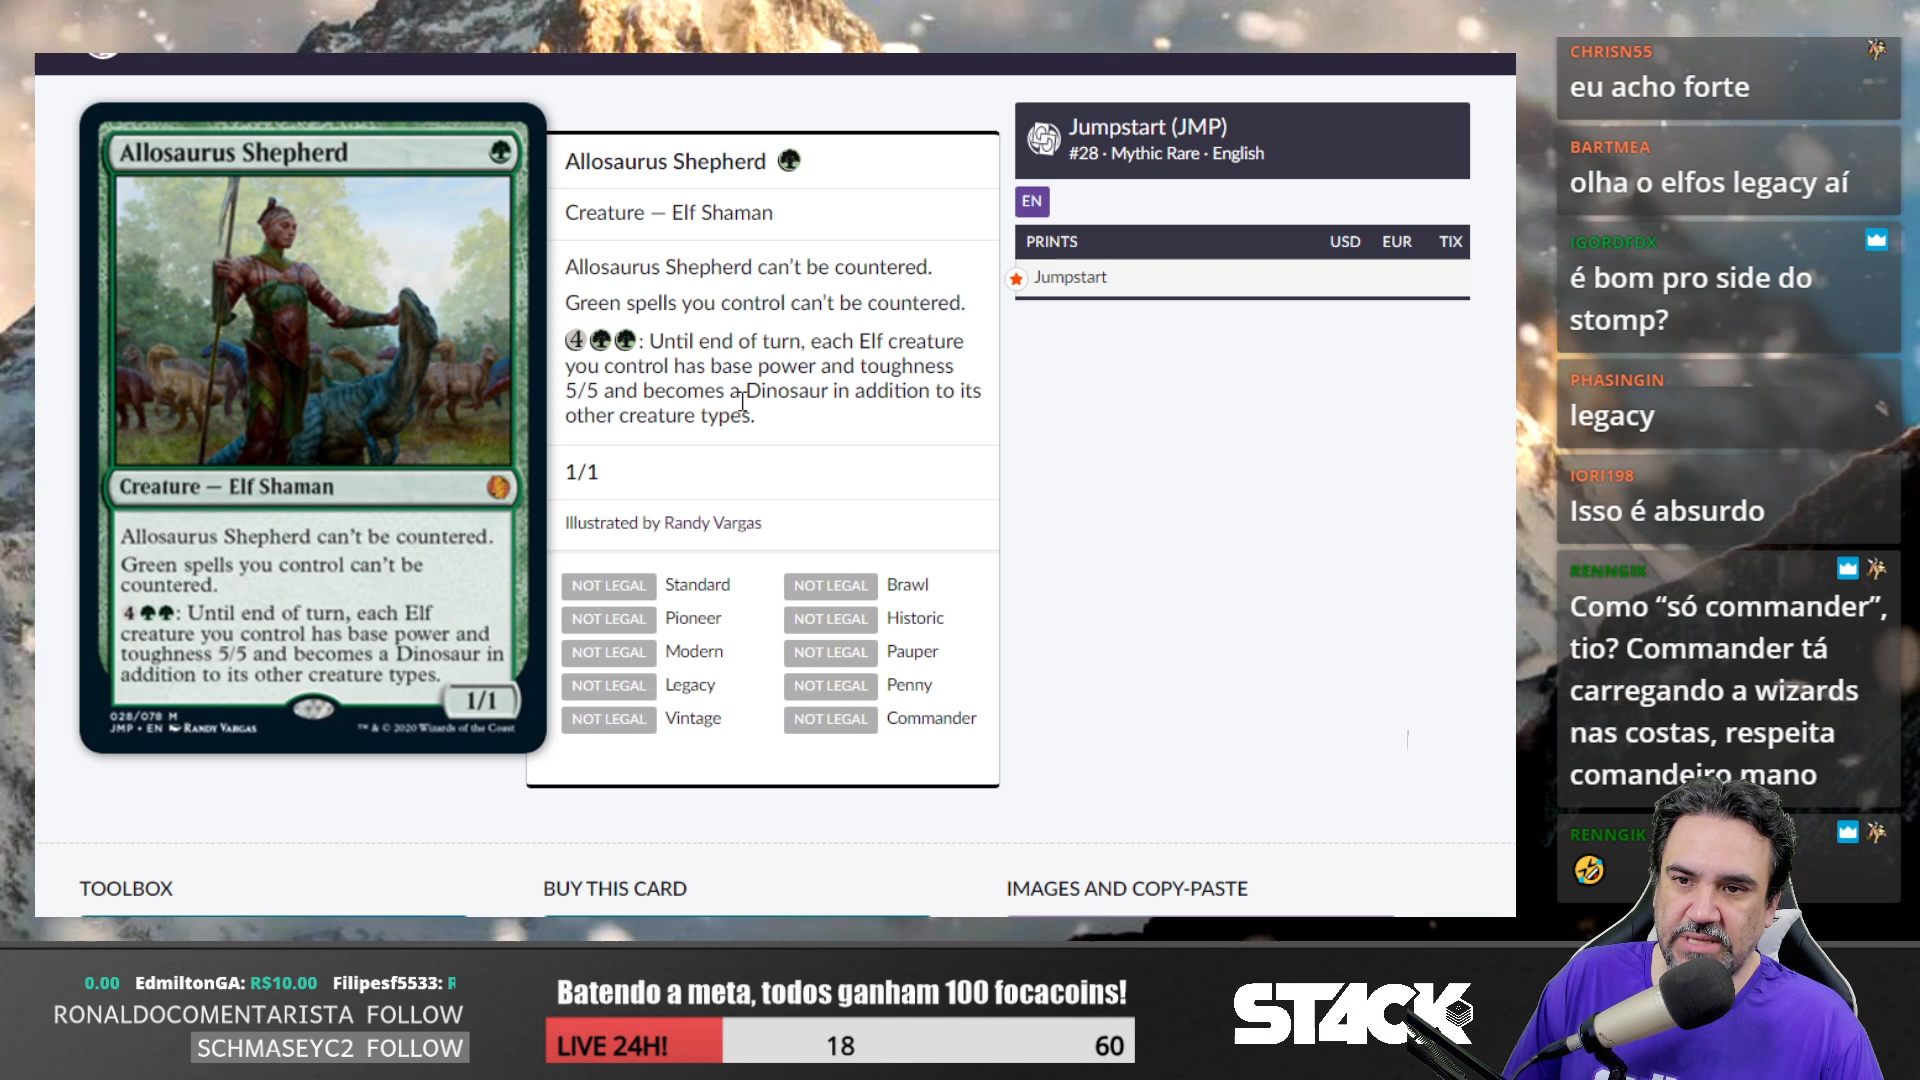 Allosaurus Shepherd
Creature — Elf Shaman
Allosaurus Shepherd can't be countered.
Green spells you control can't be
countered.
4 : Until end of turn, each Elf
creature you control has base power and
toughness 5/5 and becomes a Dinosaur in
addition to its other creature types.
1/1
028/078 M
JMP • EN RANDY VARGAS
™ & © 2020 Wizards of the Coast
Allosaurus Shepherd
Creature — Elf Shaman
Allosaurus Shepherd can't be countered.
Green spells you control can't be countered.
4 : Until end of turn, each Elf creature
you control has base power and toughness
5/5 and becomes a Dinosaur in addition to its
other creature types.
1/1
Illustrated by Randy Vargas
NOT LEGAL Standard NOT LEGAL Brawl
NOT LEGAL Pioneer NOT LEGAL Historic
NOT LEGAL Modern NOT LEGAL Pauper
NOT LEGAL Legacy NOT LEGAL Penny
NOT LEGAL Vintage NOT LEGAL Commander
Jumpstart (JMP)
#28 · Mythic Rare · English
EN
PRINTS USD EUR TIX
Jumpstart
TOOLBOX BUY THIS CARD IMAGES AND COPY-PASTE
CHRISN55
eu acho forte
BARTMEA
olha o elfos legacy aí
IGORDFDX
é bom pro side do
stomp?
PHASINGIN
legacy
IORI198
Isso é absurdo
RENNGIK
Como “só commander”,
tio? Commander tá
carregando a wizards
nas costas, respeita
comandeiro mano
RENNGIK
0.00 EdmiltonGA: R$10.00 Filipesf5533: R
RONALDOCOMENTARISTA FOLLOW
SCHMASEYC2 FOLLOW
Batendo a meta, todos ganham 100 focacoins!
LIVE 24H! 18 60
ST4CK